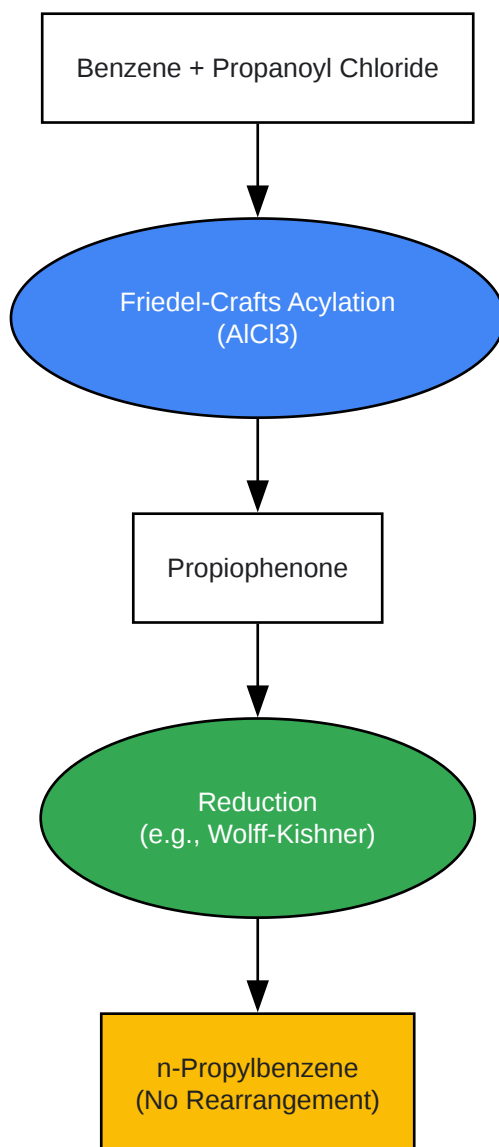 Benzene + Propanoyl Chloride
Friedel-Crafts Acylation
(AlCl3)
Propiophenone
Reduction
(e.g., Wolff-Kishner)
n-Propylbenzene
(No Rearrangement)